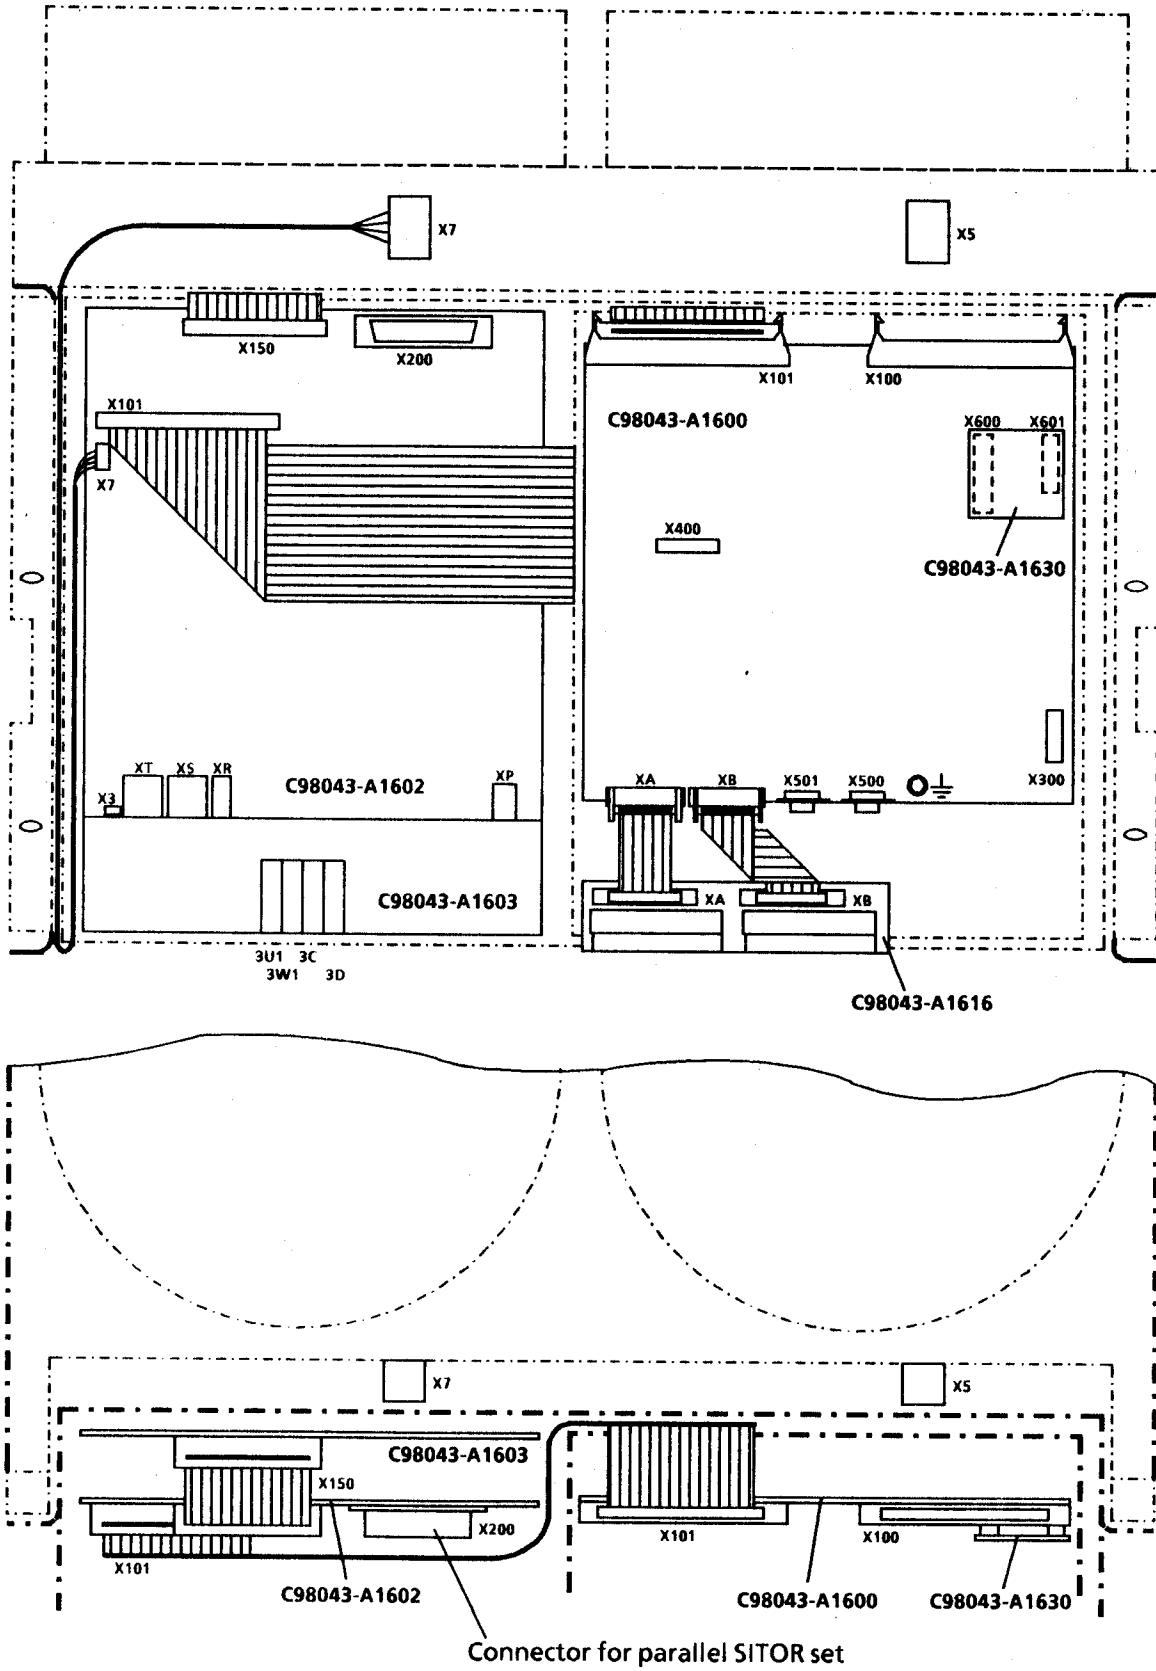 X7
X5
X150
X200
X101
X100
X101
C98043-A1600
X600
X601
X7
X400
C98043-A1630
XT
XS
XR
C98043-A1602
XP
X3
XA
XB
X501
X500
X300
C98043-A1603
XA
XB
3U1 3C
3W1 3D
C98043-A1616
X7
X5
C98043-A1603
X150
X200
X101
X101
X100
C98043-A1602
C98043-A1600
C98043-A1630
Connector for parallel SITOR set